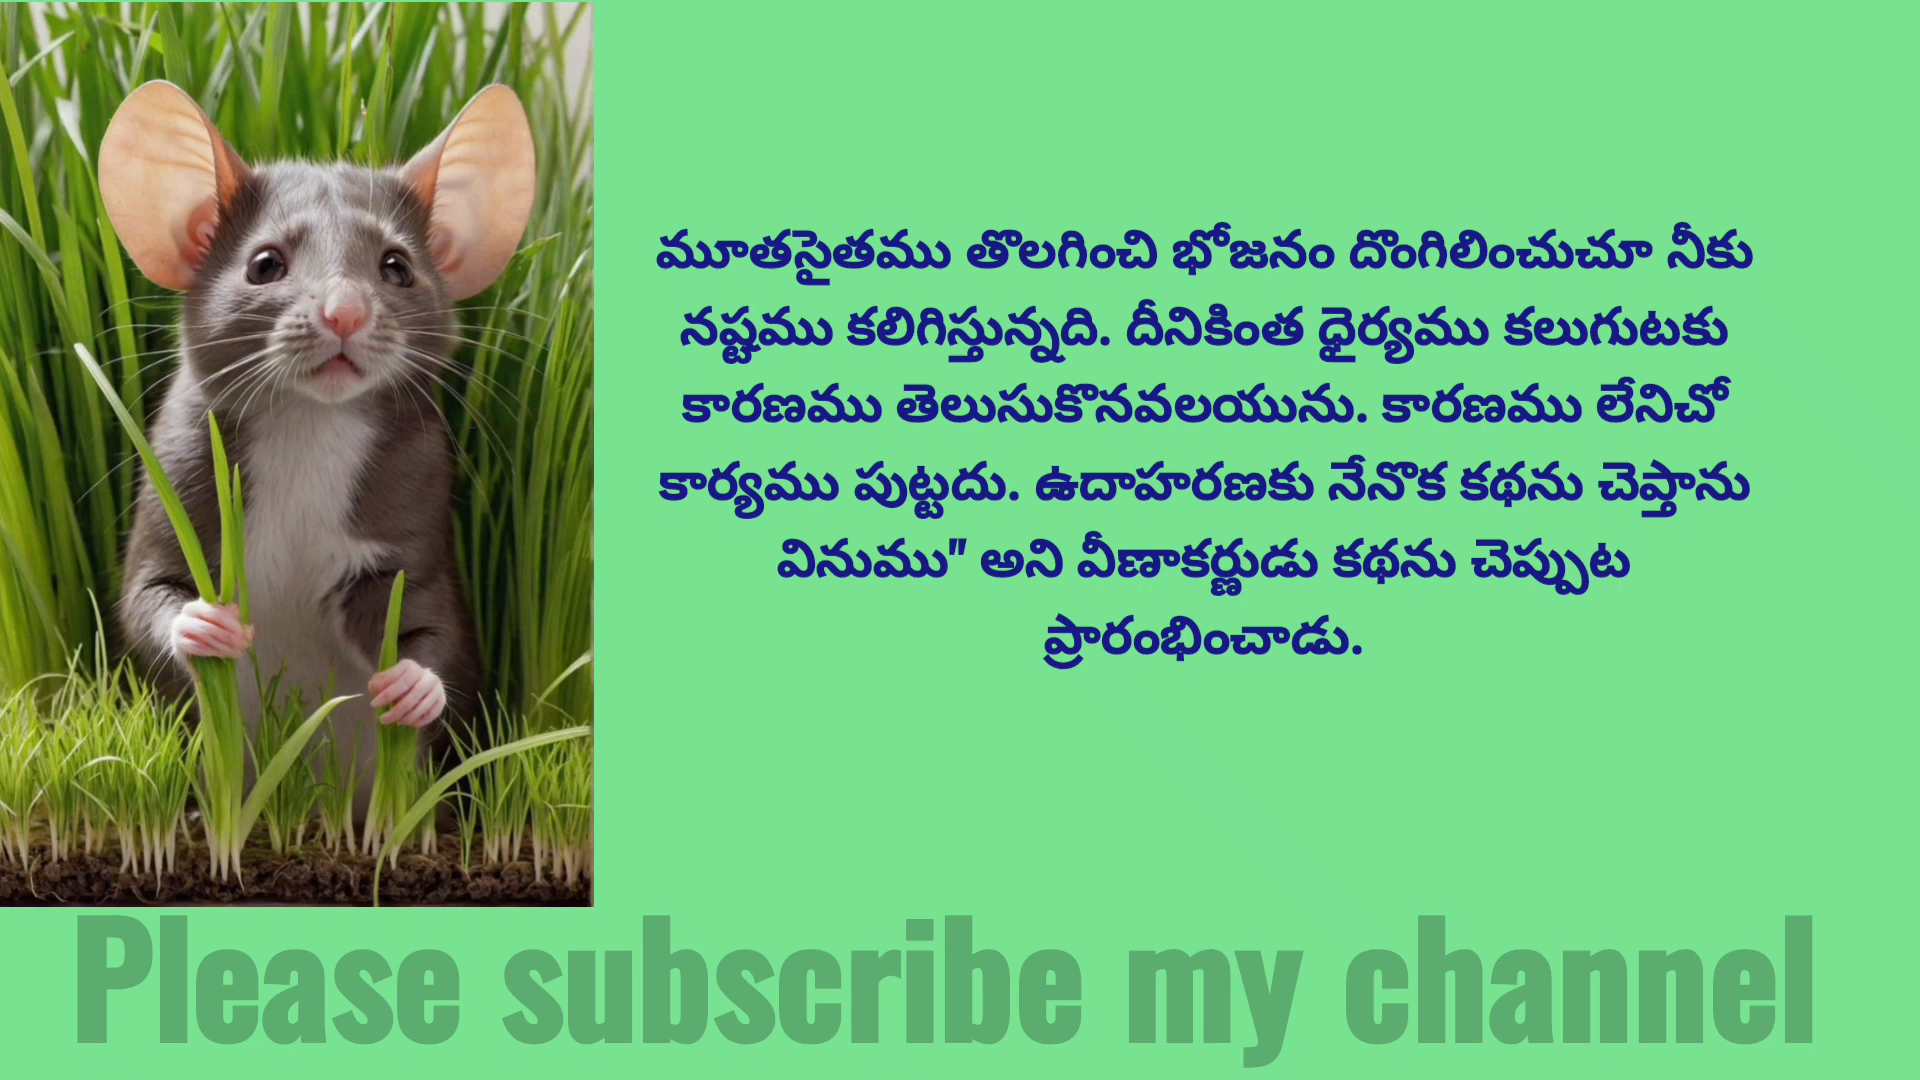 మూతసైతము తొలగించి భోజనం దొంగిలించుచూ నీకు
నష్టము కలిగిస్తున్నది. దీనికింత ధైర్యము కలుగుటకు
కారణము తెలుసుకొనవలయును. కారణము లేనిచో
కార్యము పుట్టదు. ఉదాహరణకు నేనొక కథను చెప్తాను
వినుము" అని వీణాకర్ణుడు కథను చెప్పుట
ప్రారంభించాడు.
Please subscribe my channel